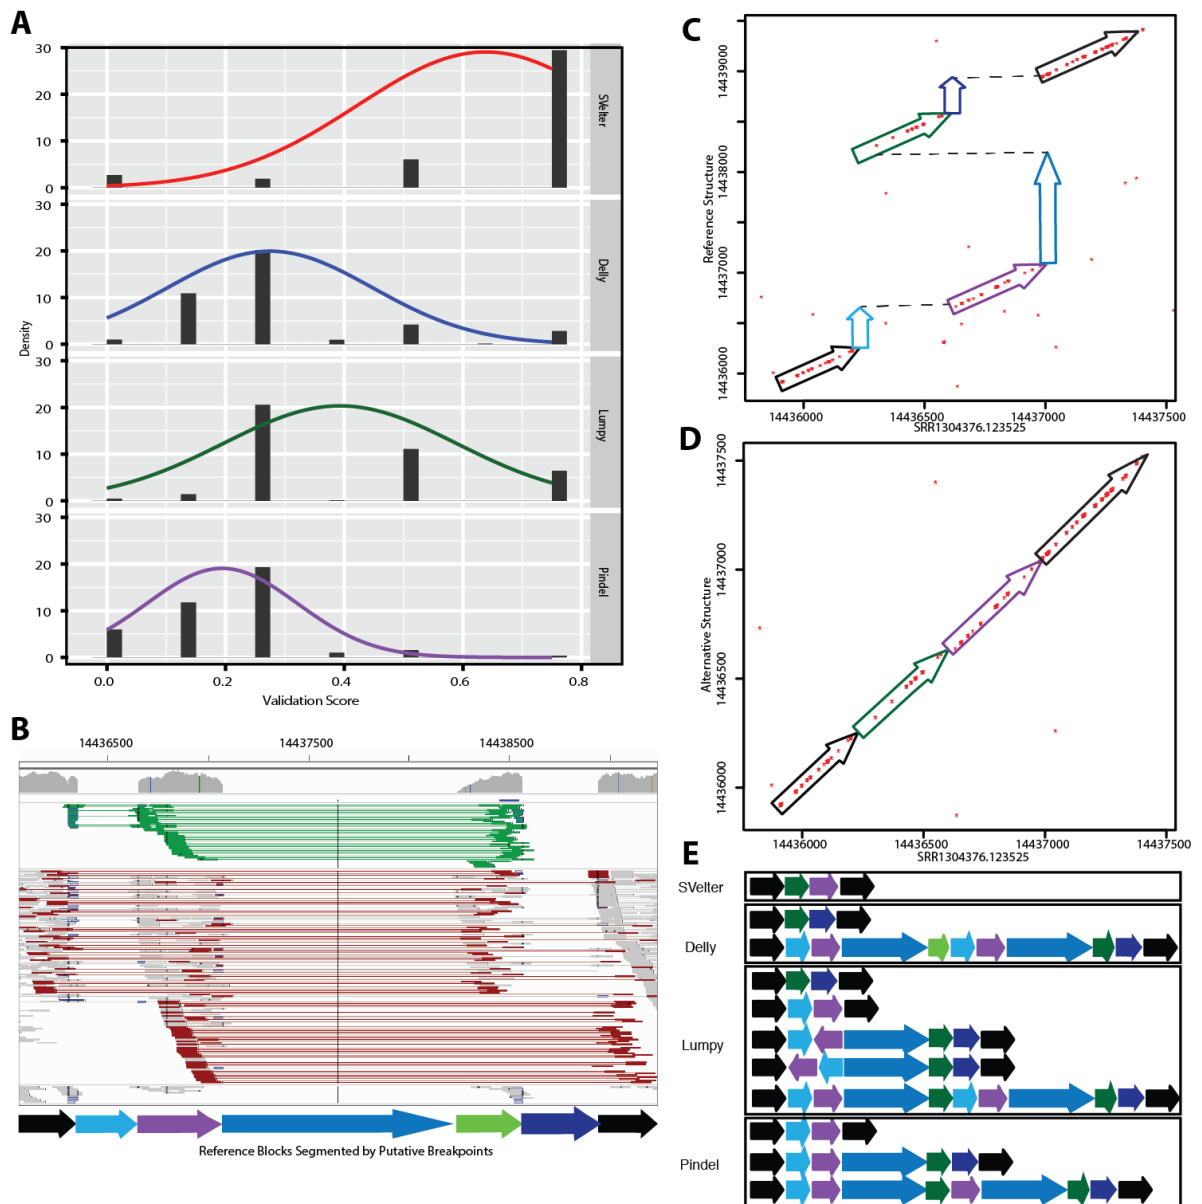 A
30
20
10
0
SVelter
30
20
10
0
Delly
Density
30
20
10
0
Lumpy
30
20
10
0
Pindel
0.0 0.2 0.4 0.6 0.8
Validation Score
B
14436500 14437500 14438500
Reference Blocks Segmented by Putative Breakpoints
C
Reference Structure
14436000 14437000 14438000 14439000
14436000 14436500 14437000 14437500
SRR1304376.123525
D
Alternative Structure
14436000 14436500 14437000 14437500
14436000 14436500 14437000 14437500
SRR1304376.123525
E
SVelter
Delly
Lumpy
Pindel